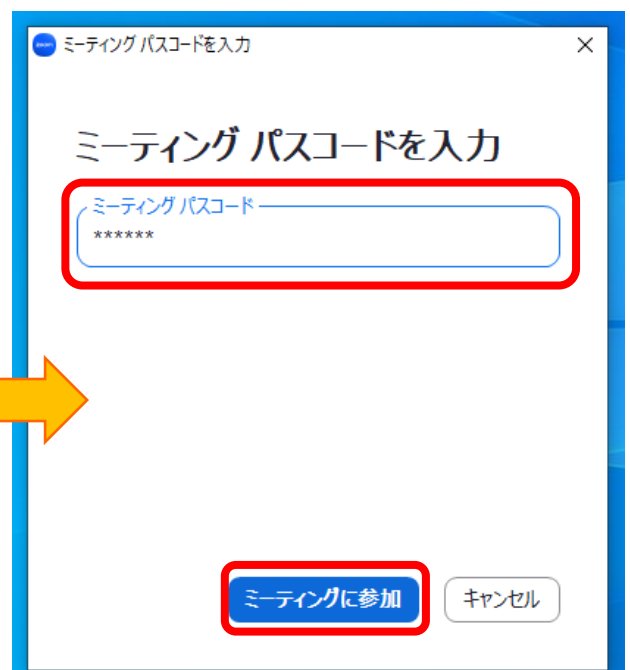 zoom ミーティング パスコードを入力
ミーティング パスコードを入力
ミーティング パスコード
******
ミーティングに参加 キャンセル